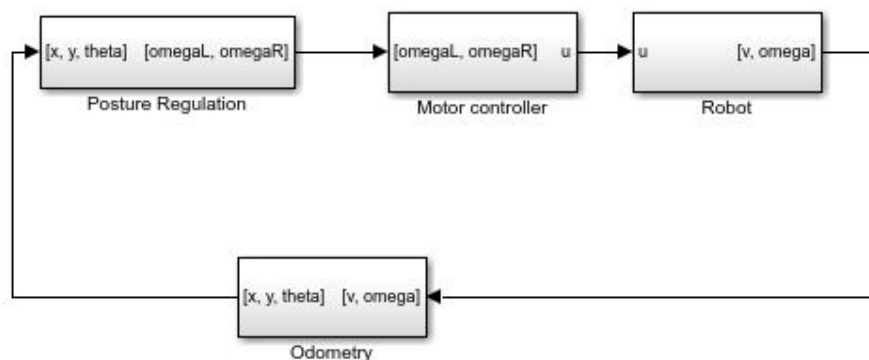 [x, y, theta] [omegaL, omegaR]
Posture Regulation
[omegaL, omegaR] u
Motor controller
u [v, omega]
Robot
[x, y, theta] [v, omega]
Odometry